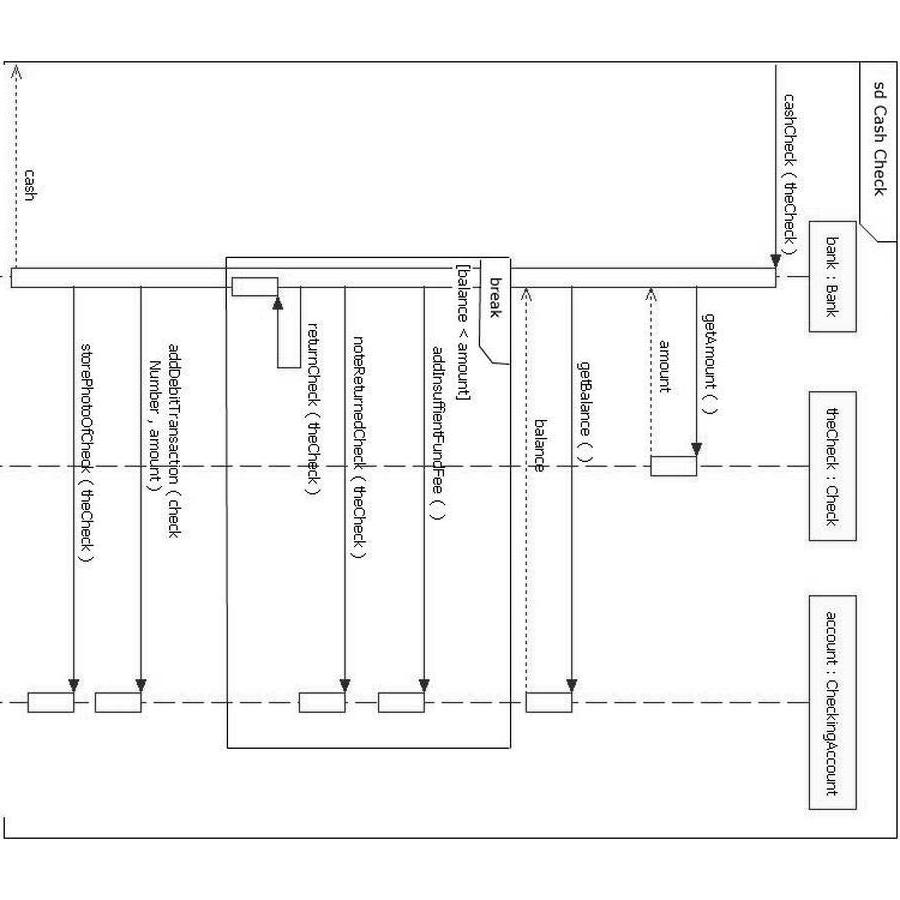 sd Cash Check
bank : Bank
theCheck : Check
account : CheckingAccount
cashCheck ( theCheck )
getAmount ( )
amount
getBalance ( )
balance
break
[balance < amount]
addInsuffientFundFee ( )
noteReturnedCheck ( theCheck )
returnCheck ( theCheck )
addDebitTransaction ( check
Number , amount )
storePhotoOfCheck ( theCheck )
cash